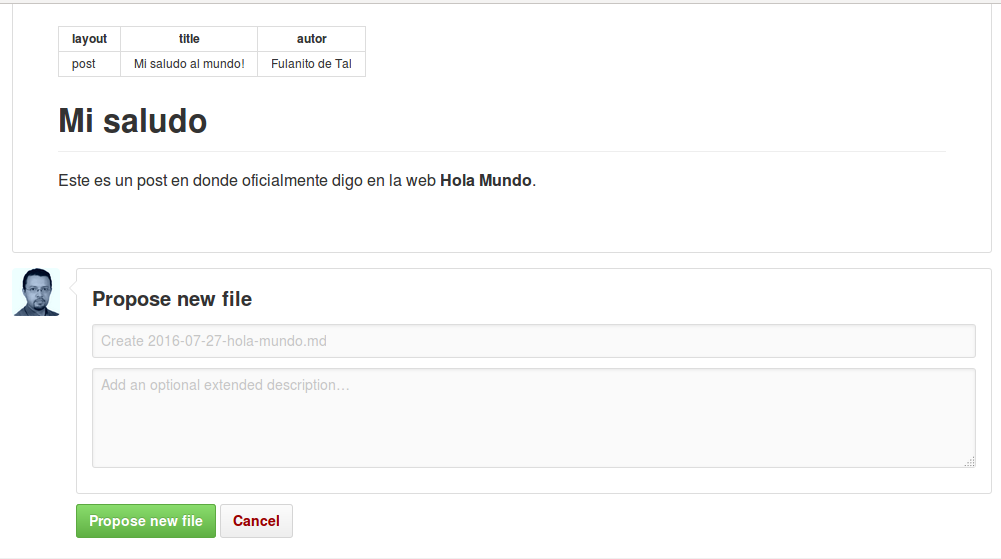 layout title autor
post Mi saludo al mundo! Fulanito de Tal
Mi saludo
Este es un post en donde oficialmente digo en la web Hola Mundo.
Propose new file
Create 2016-07-27-hola-mundo.md
Add an optional extended description…
Propose new file Cancel